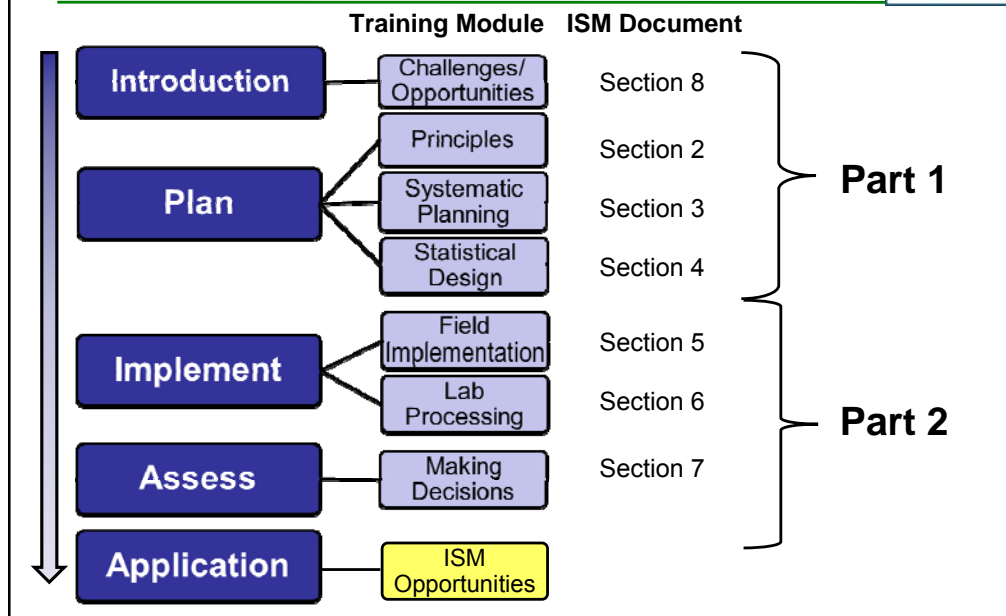 Training Module ISM Document
Introduction
Challenges/
Opportunities
Section 8
Principles
Section 2
Plan
Systematic
Planning
Section 3
Statistical
Design
Section 4
Part 1
Field
Implementation
Section 5
Implement
Lab
Processing
Section 6
Part 2
Assess
Making
Decisions
Section 7
Application
ISM
Opportunities